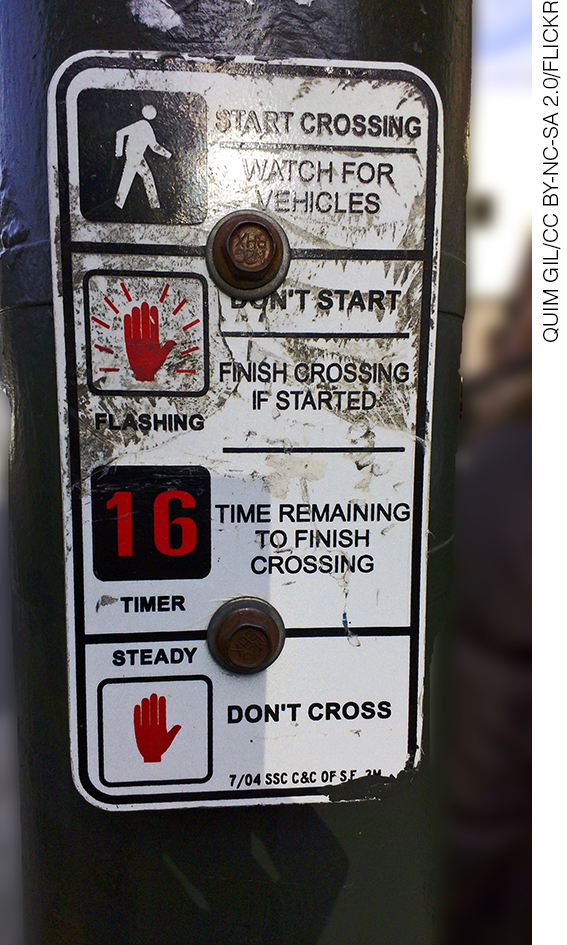 START CROSSING
WATCH FOR
VEHICLES
DON'T START
FINISH CROSSING
IF STARTED
FLASHING
16
TIME REMAINING
TO FINISH
CROSSING
TIMER
STEADY
DON'T CROSS
7/04 SSC C&C OF S.F. 3M
QUIM GIL/CC BY-NC-SA 2.0/FLICKR